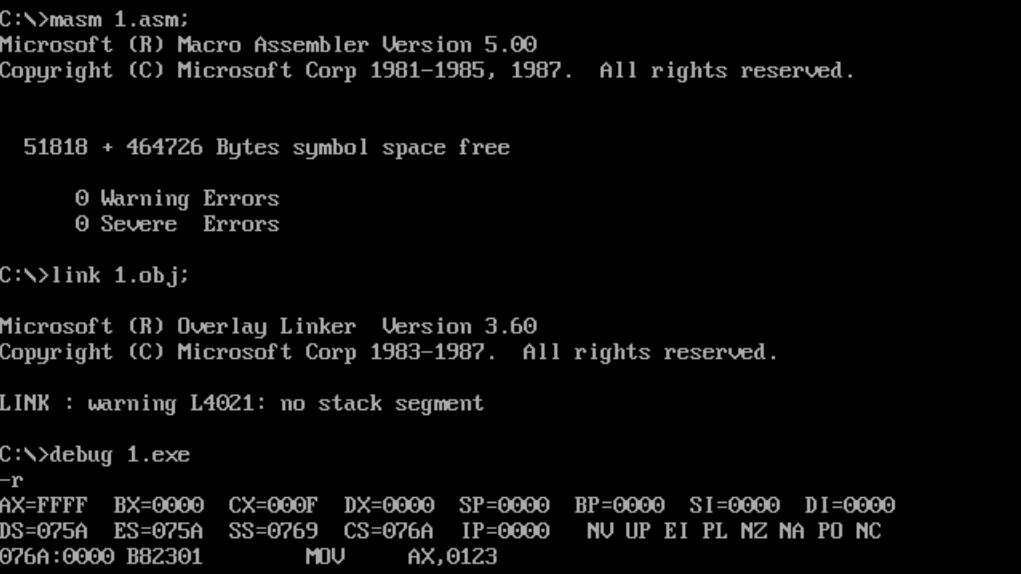 C:\>masm 1.asm;
Microsoft (R) Macro Assembler Version 5.00
Copyright (C) Microsoft Corp 1981-1985, 1987.  All rights reserved.
51818 + 464726 Bytes symbol space free
0 Warning Errors
0 Severe  Errors
C:\>link 1.obj;
Microsoft (R) Overlay Linker  Version 3.60
Copyright (C) Microsoft Corp 1983-1987.  All rights reserved.
LINK : warning L4021: no stack segment
C:\>debug 1.exe
-r
AX=FFFF  BX=0000  CX=000F  DX=0000  SP=0000  BP=0000  SI=0000  DI=0000
DS=075A  ES=075A  SS=0769  CS=076A  IP=0000   NV UP EI PL NZ NA PO NC
076A:0000 B82301        MOV     AX,0123